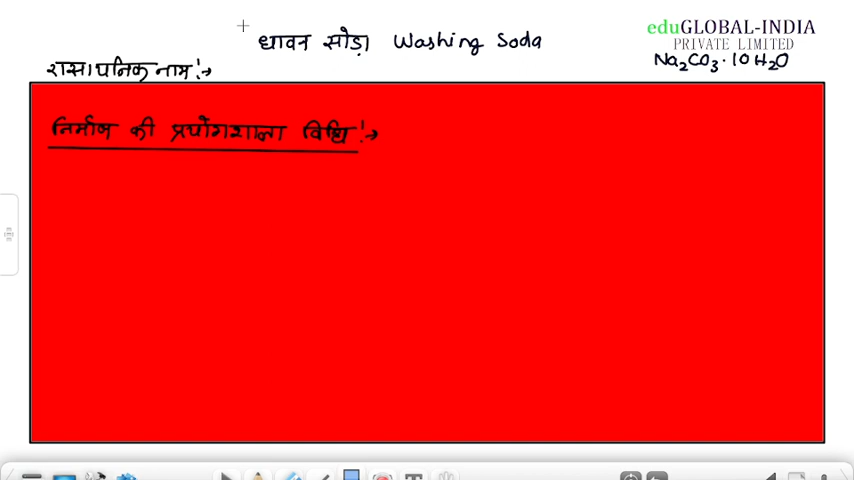 eduGLOBAL-INDIA
PRIVATE LIMITED
धावन सोड़ा Washing Soda
Na2CO3·10H2O
रासायनिक नाम:→
निर्माण की प्रयोगशाला विधि:→